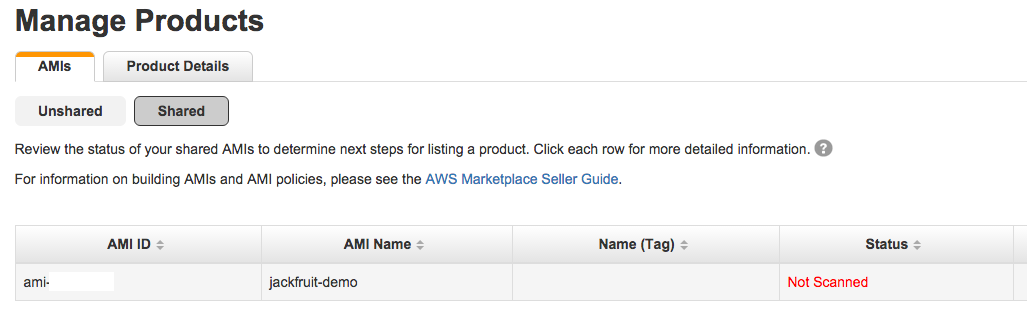 Manage Products
AMIs Product Details
Unshared Shared
Review the status of your shared AMIs to determine next steps for listing a product. Click each row for more detailed information. ?
For information on building AMIs and AMI policies, please see the AWS Marketplace Seller Guide.
AMI ID AMI Name Name (Tag) Status
ami- jackfruit-demo Not Scanned